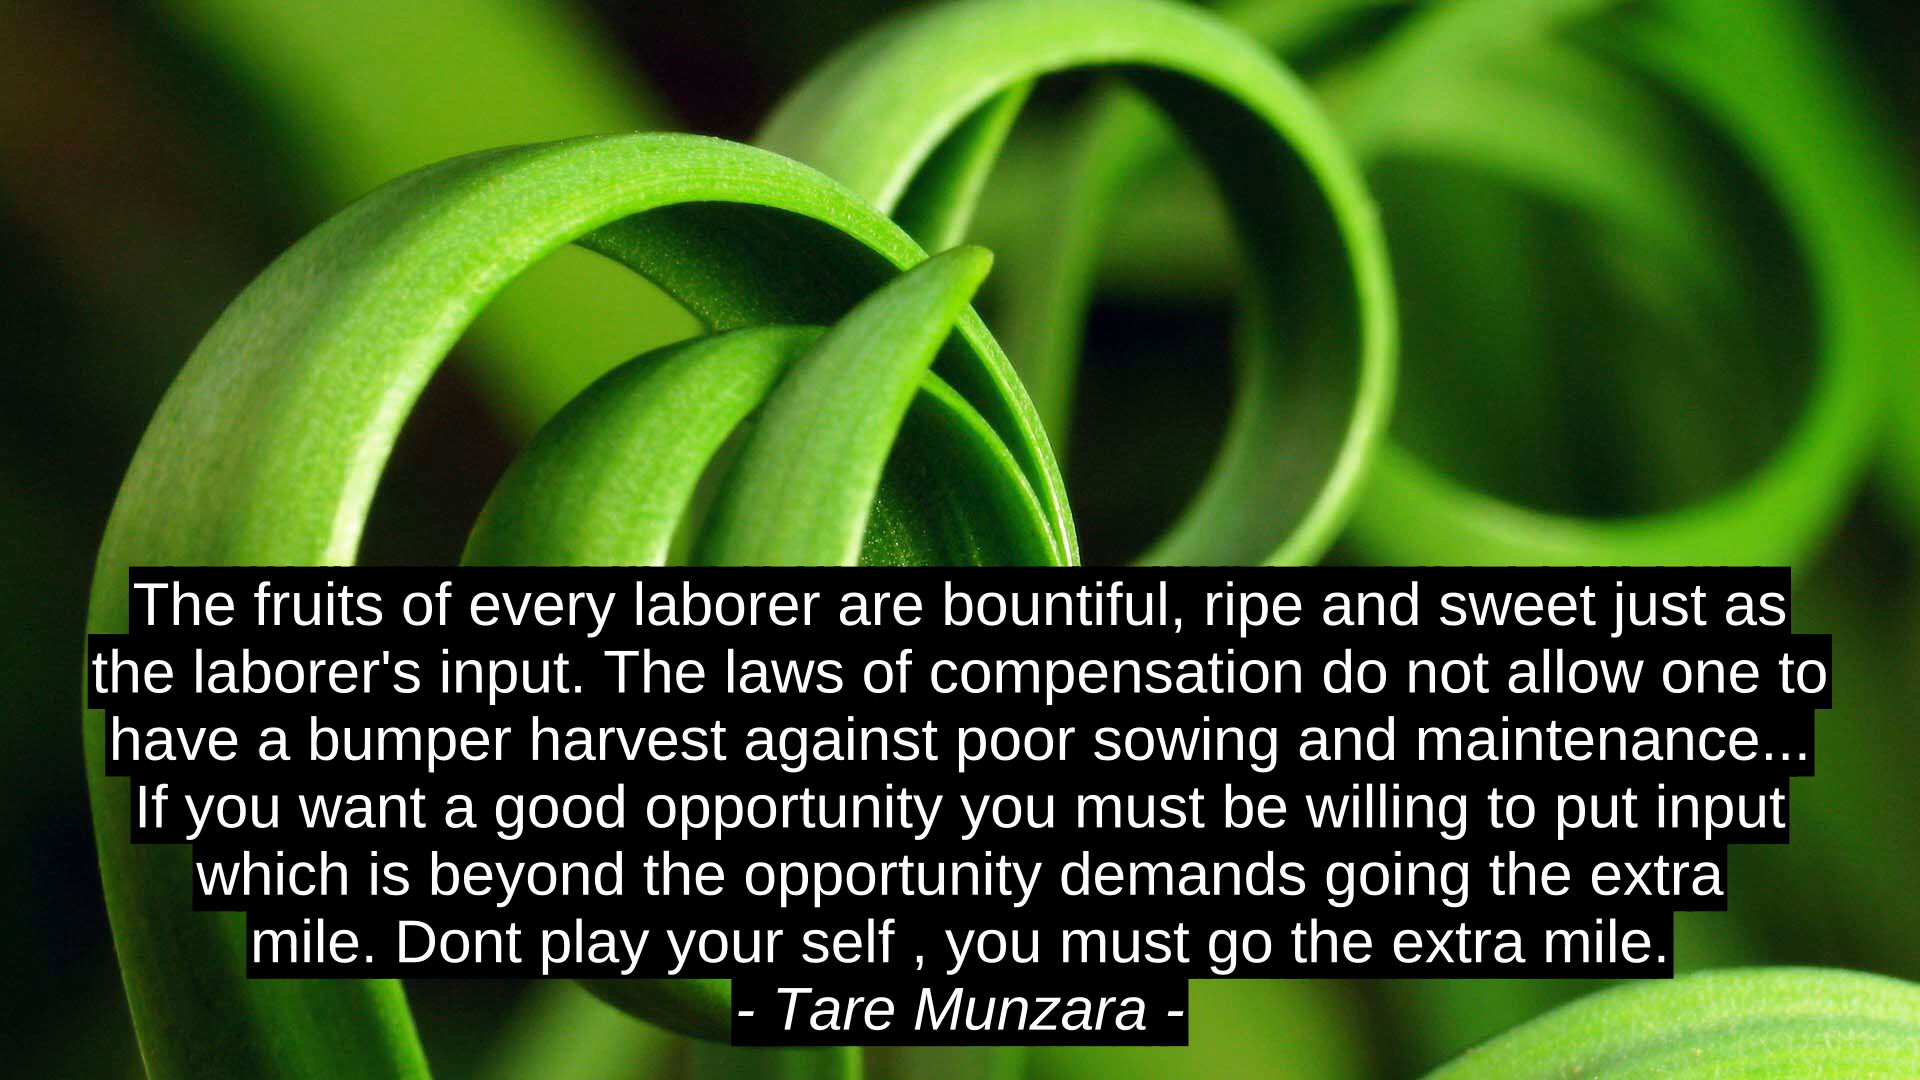 The fruits of every laborer are bountiful, ripe and sweet just as
the laborer's input. The laws of compensation do not allow one to
have a bumper harvest against poor sowing and maintenance...
If you want a good opportunity you must be willing to put input
which is beyond the opportunity demands going the extra
mile. Dont play your self , you must go the extra mile.
- Tare Munzara -